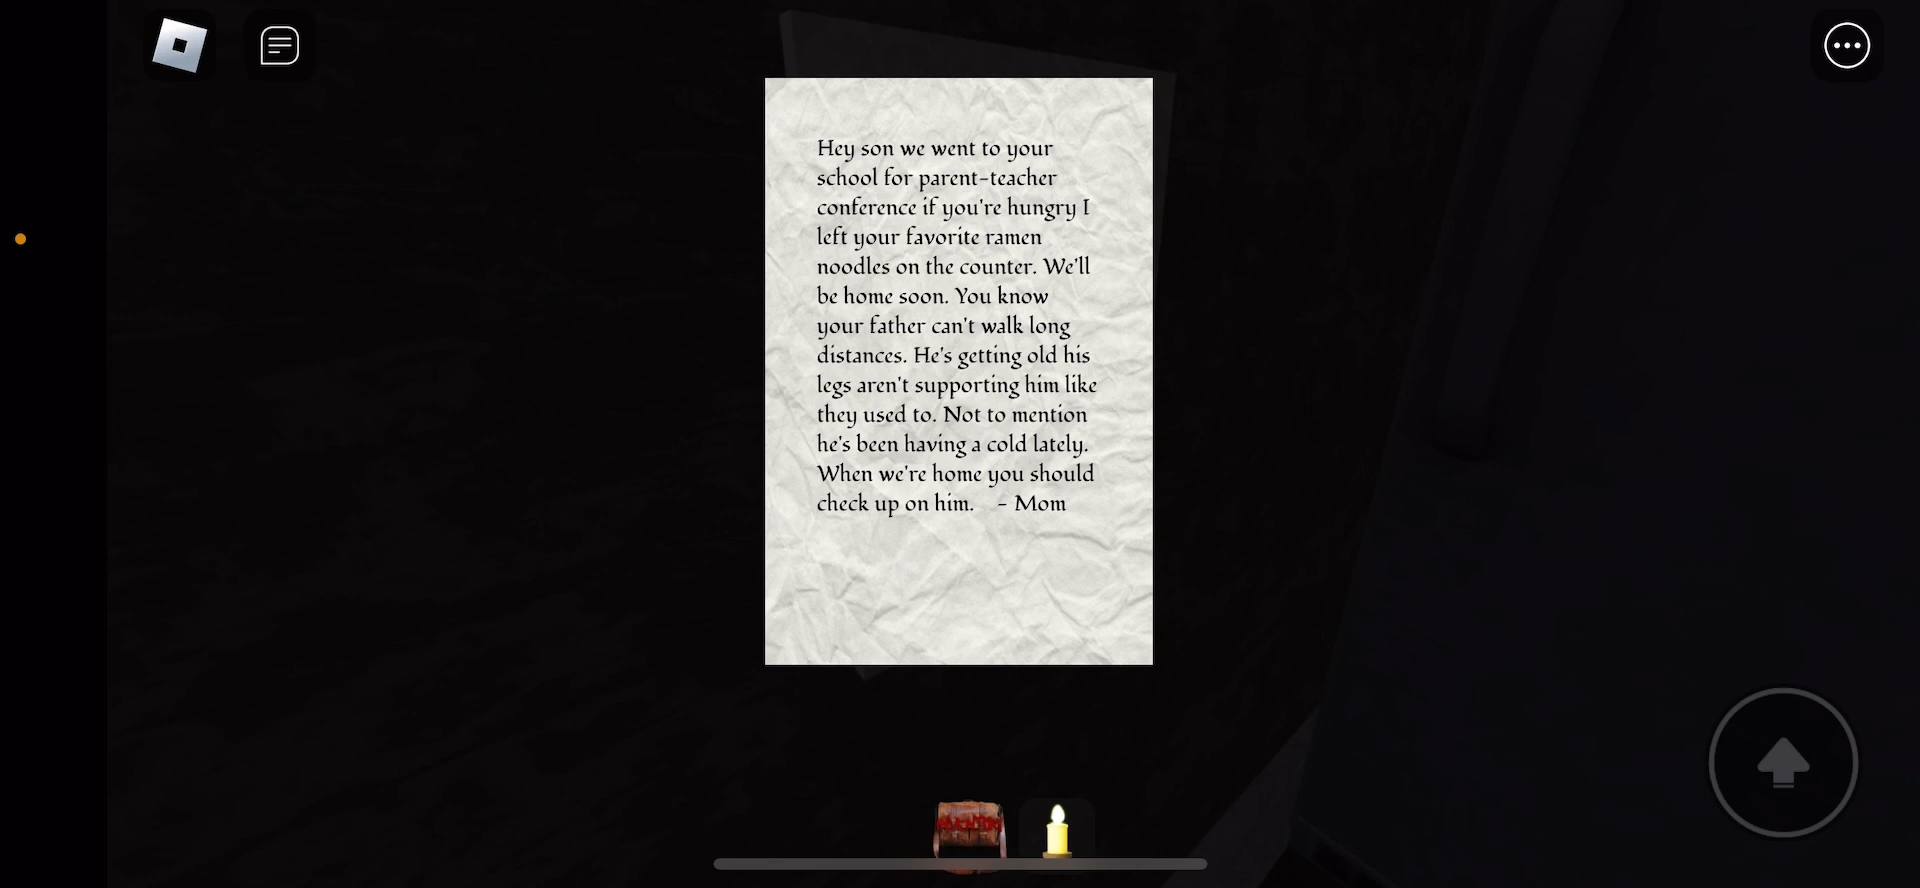 Hey son we went to your
school for parent-teacher
conference if you're hungry I
left your favorite ramen
noodles on the counter. We'll
be home soon. You know
your father can't walk long
distances. He's getting old his
legs aren't supporting him like
they used to. Not to mention
he's been having a cold lately.
When we're home you should
check up on him. - Mom